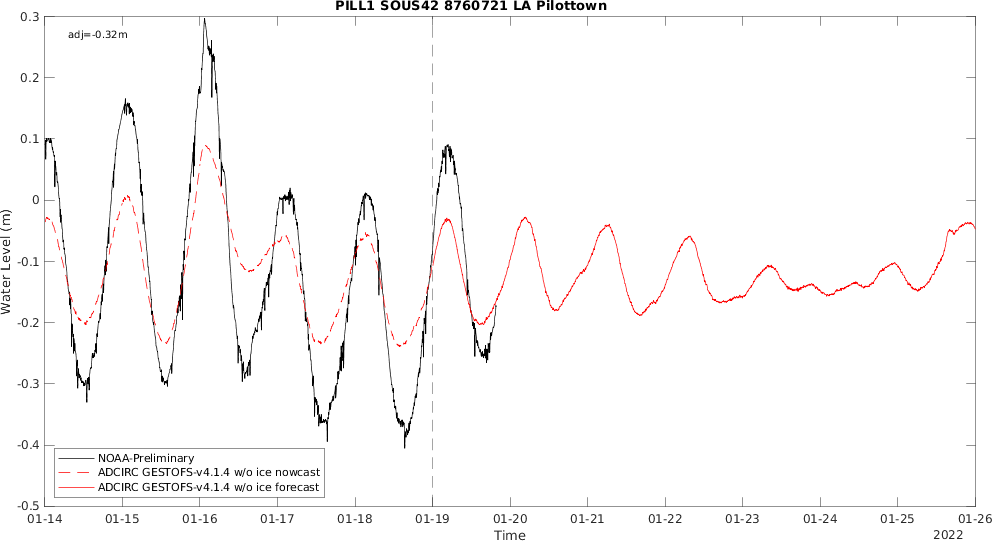 PILL1 SOUS42 8760721 LA Pilottown
adj=-0.32m
0.3
0.2
0.1
0
-0.1
-0.2
-0.3
-0.4
-0.5
Water Level (m)
NOAA-Preliminary
ADCIRC GESTOFS-v4.1.4 w/o ice nowcast
ADCIRC GESTOFS-v4.1.4 w/o ice forecast
01-14 01-15 01-16 01-17 01-18 01-19 01-20 01-21 01-22 01-23 01-24 01-25 01-26
Time
2022